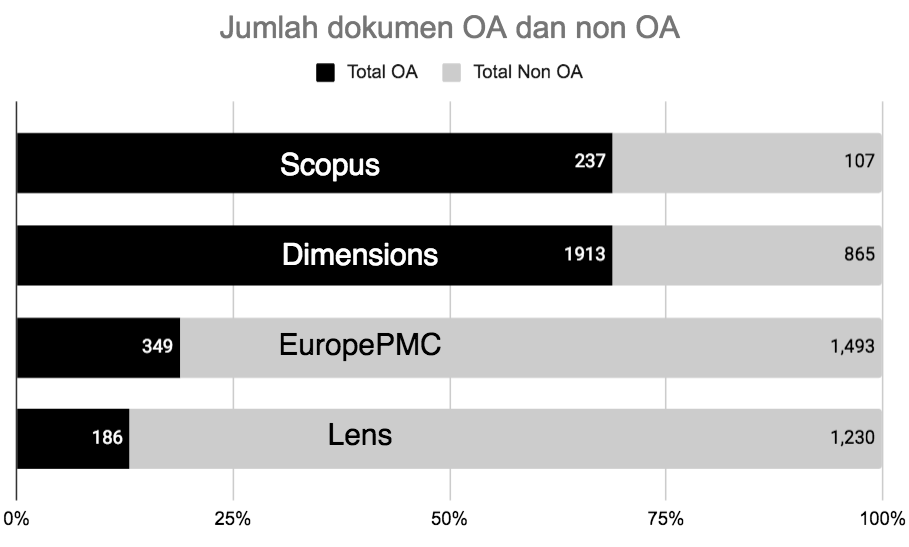 Jumlah dokumen OA dan non OA
Total OA Total Non OA
Scopus 237 107
Dimensions 1913 865
349 EuropePMC 1,493
186 Lens 1,230
0% 25% 50% 75% 100%